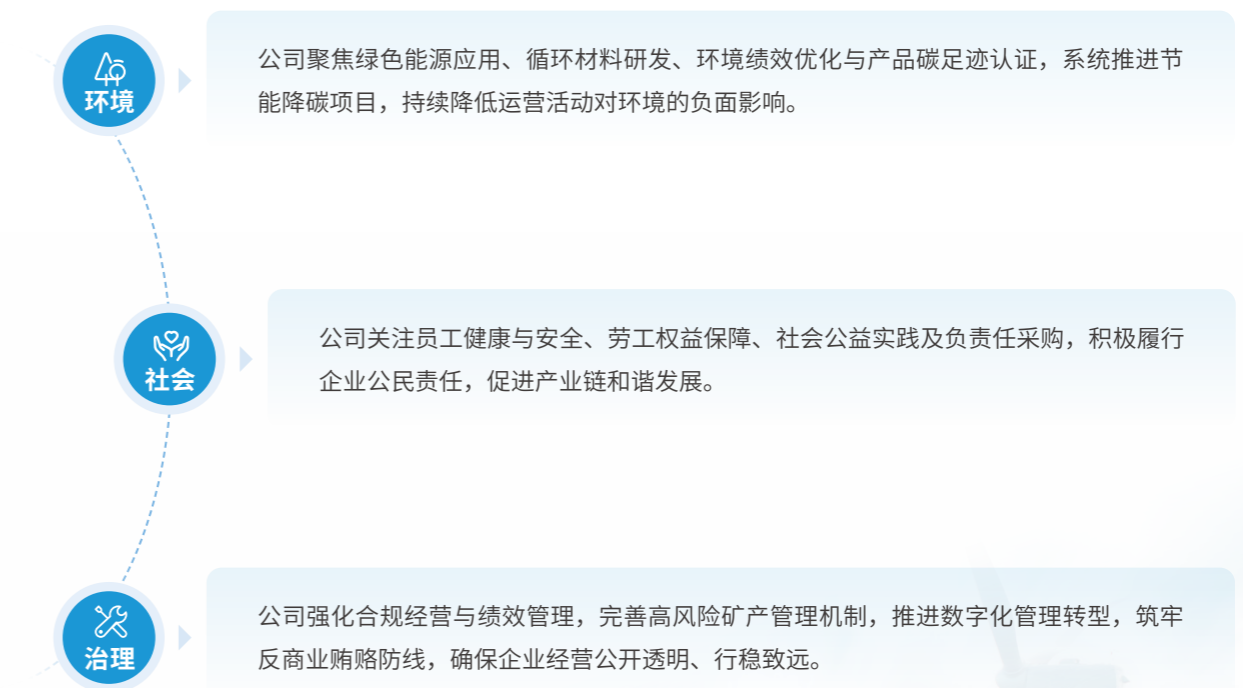 环境
公司聚焦绿色能源应用、循环材料研发、环境绩效优化与产品碳足迹认证，系统推进节
能降碳项目，持续降低运营活动对环境的负面影响。
社会
公司关注员工健康与安全、劳工权益保障、社会公益实践及负责任采购，积极履行
企业公民责任，促进产业链和谐发展。
治理
公司强化合规经营与绩效管理，完善高风险矿产管理机制，推进数字化管理转型，筑牢
反商业贿赂防线，确保企业经营公开透明、行稳致远。